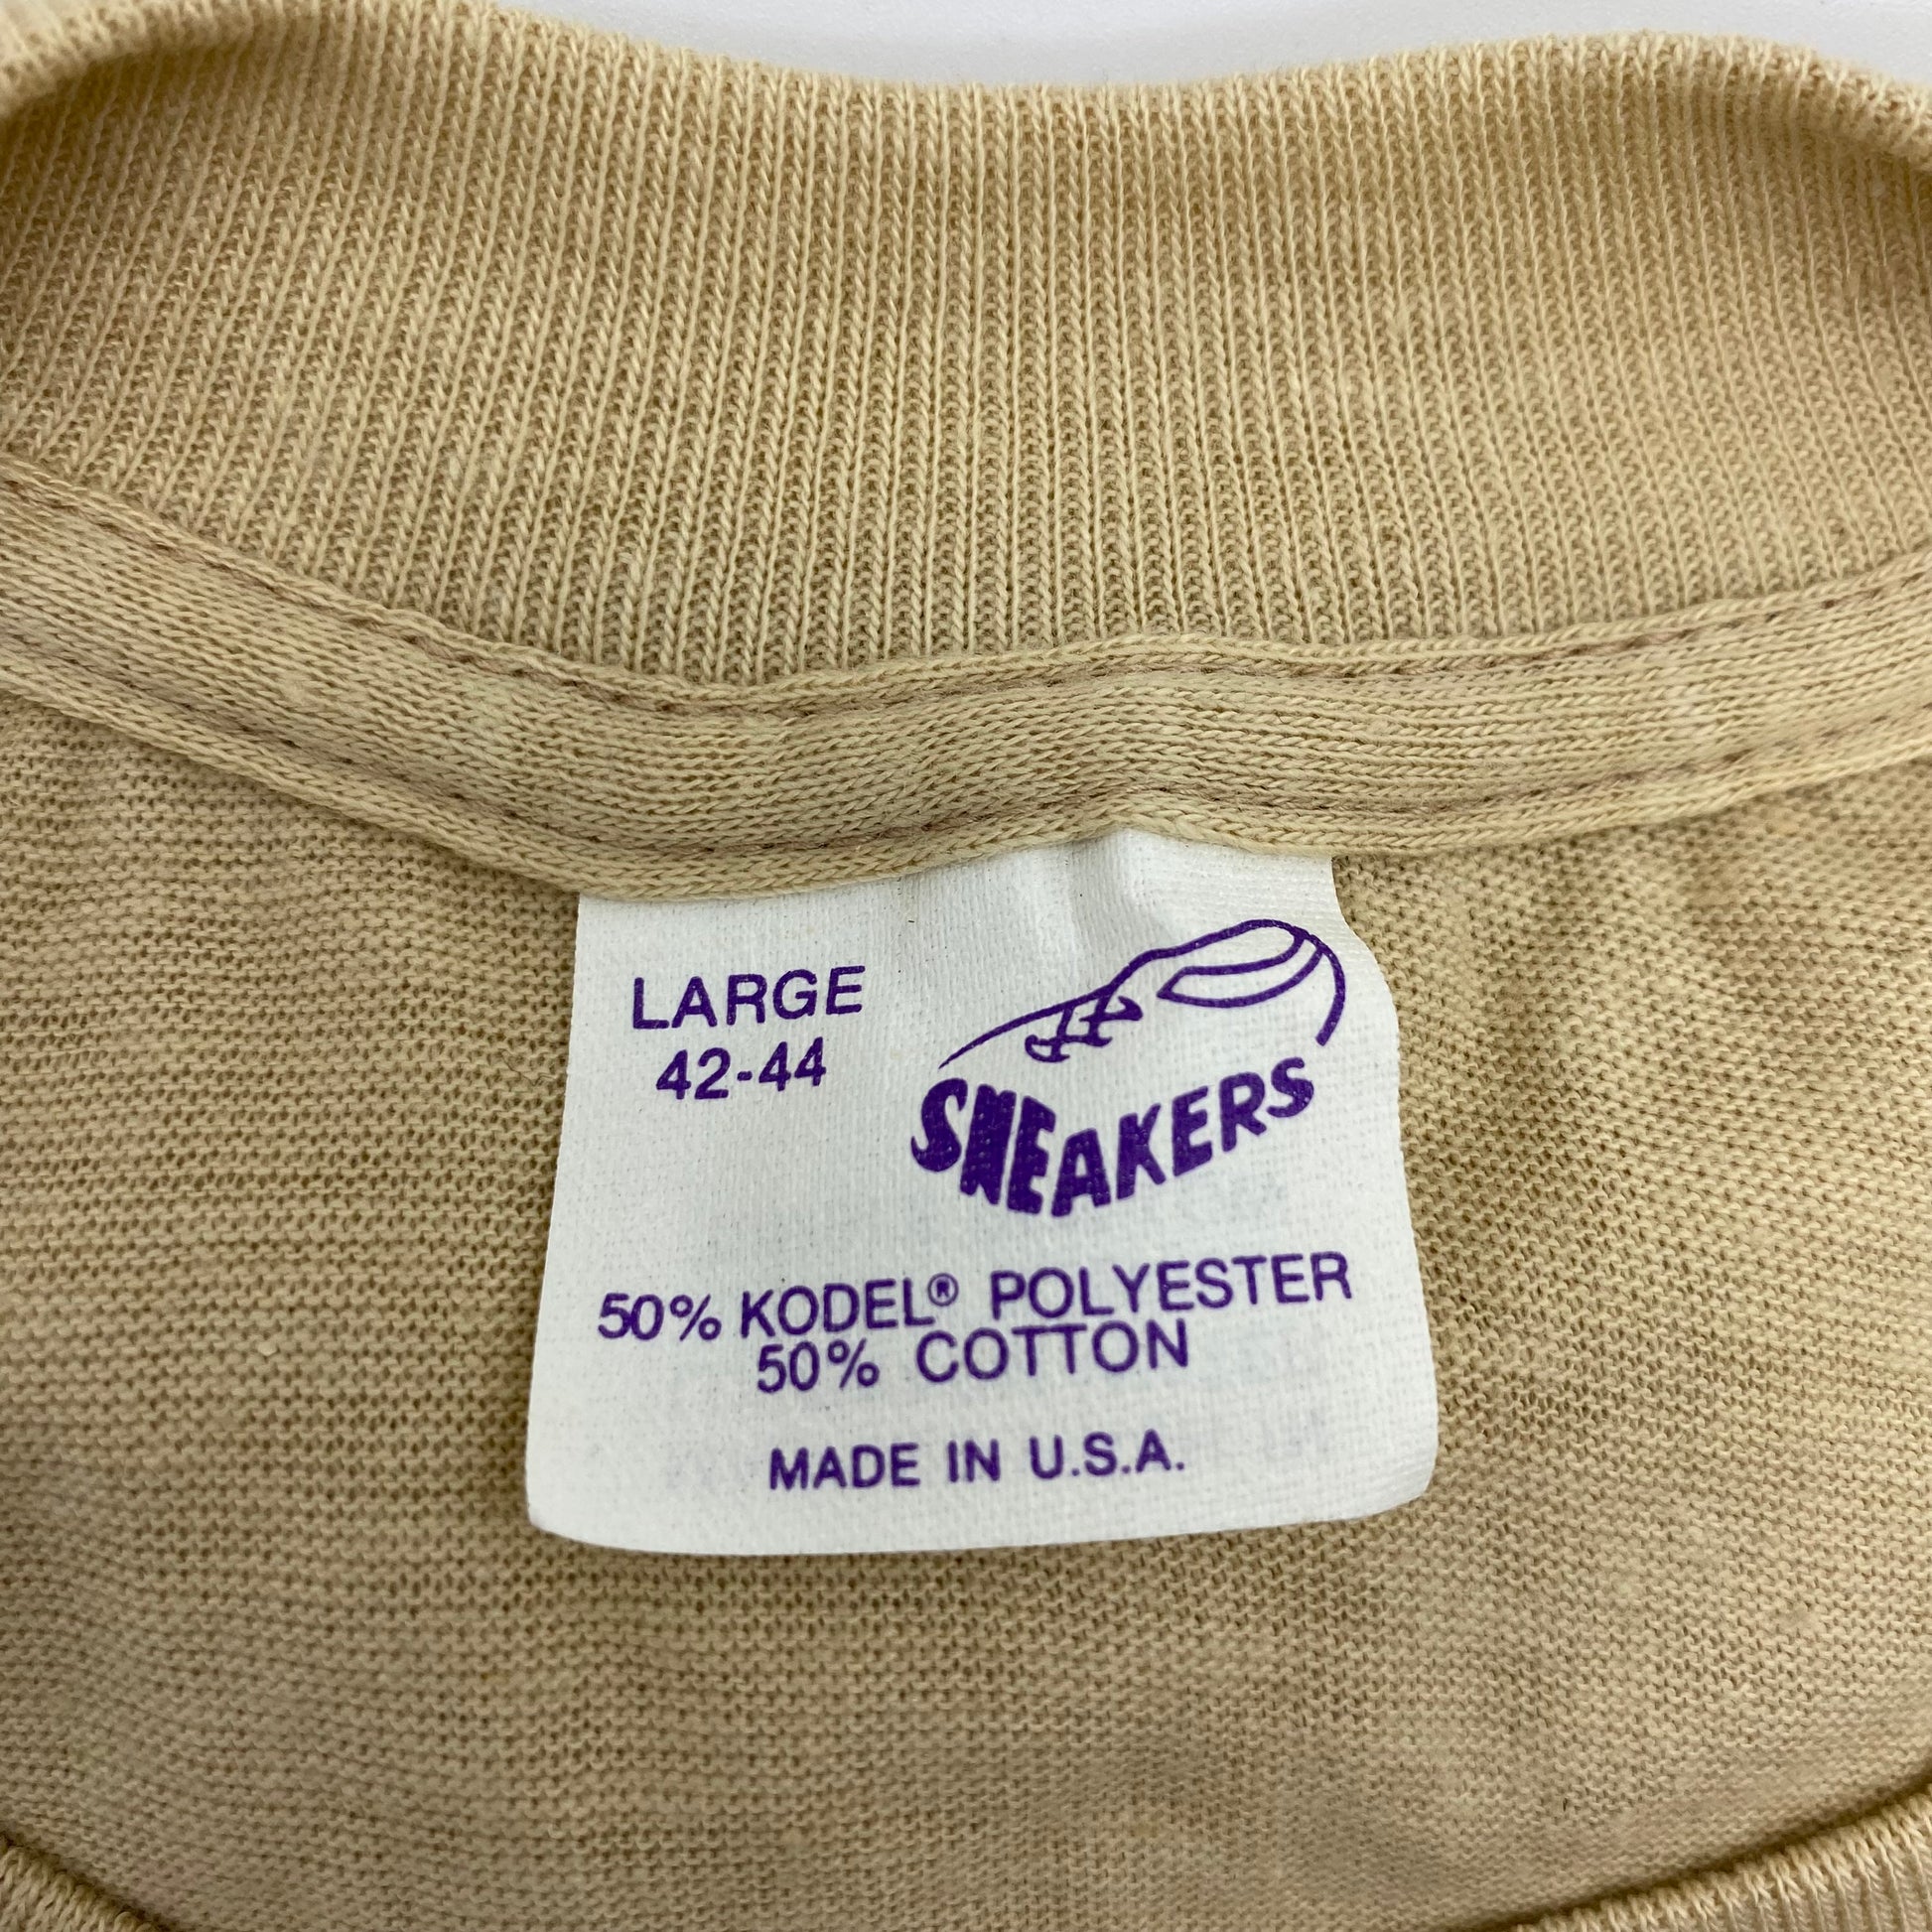 LARGE
42-44
SNEAKERS
50% KODEL® POLYESTER
50% COTTON
MADE IN U.S.A.